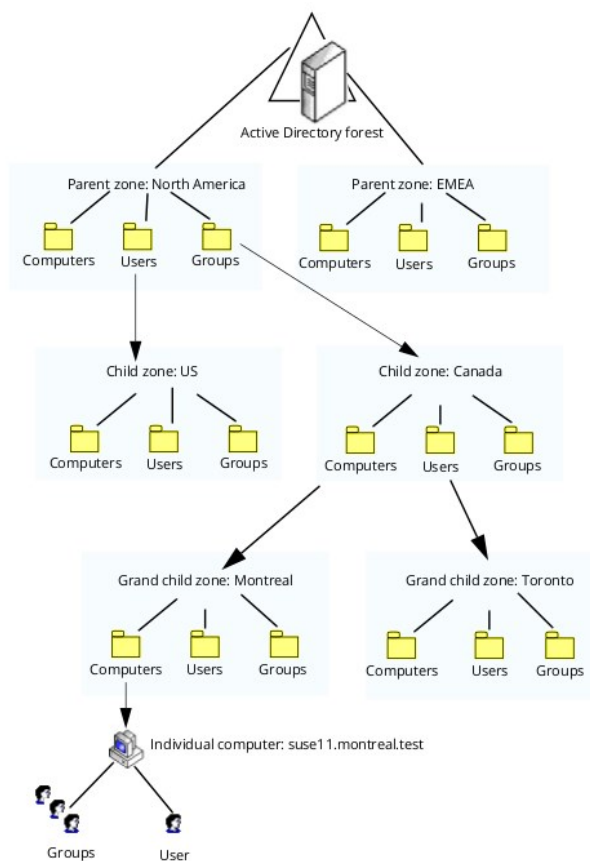 Active Directory forest
Parent zone: North America
Parent zone: EMEA
Computers
Users
Groups
Computers
Users
Groups
Child zone: US
Child zone: Canada
Computers
Users
Groups
Computers
Users
Groups
Grand child zone: Montreal
Grand child zone: Toronto
Computers
Users
Groups
Computers
Users
Groups
Individual computer: suse11.montreal.test
Groups
User